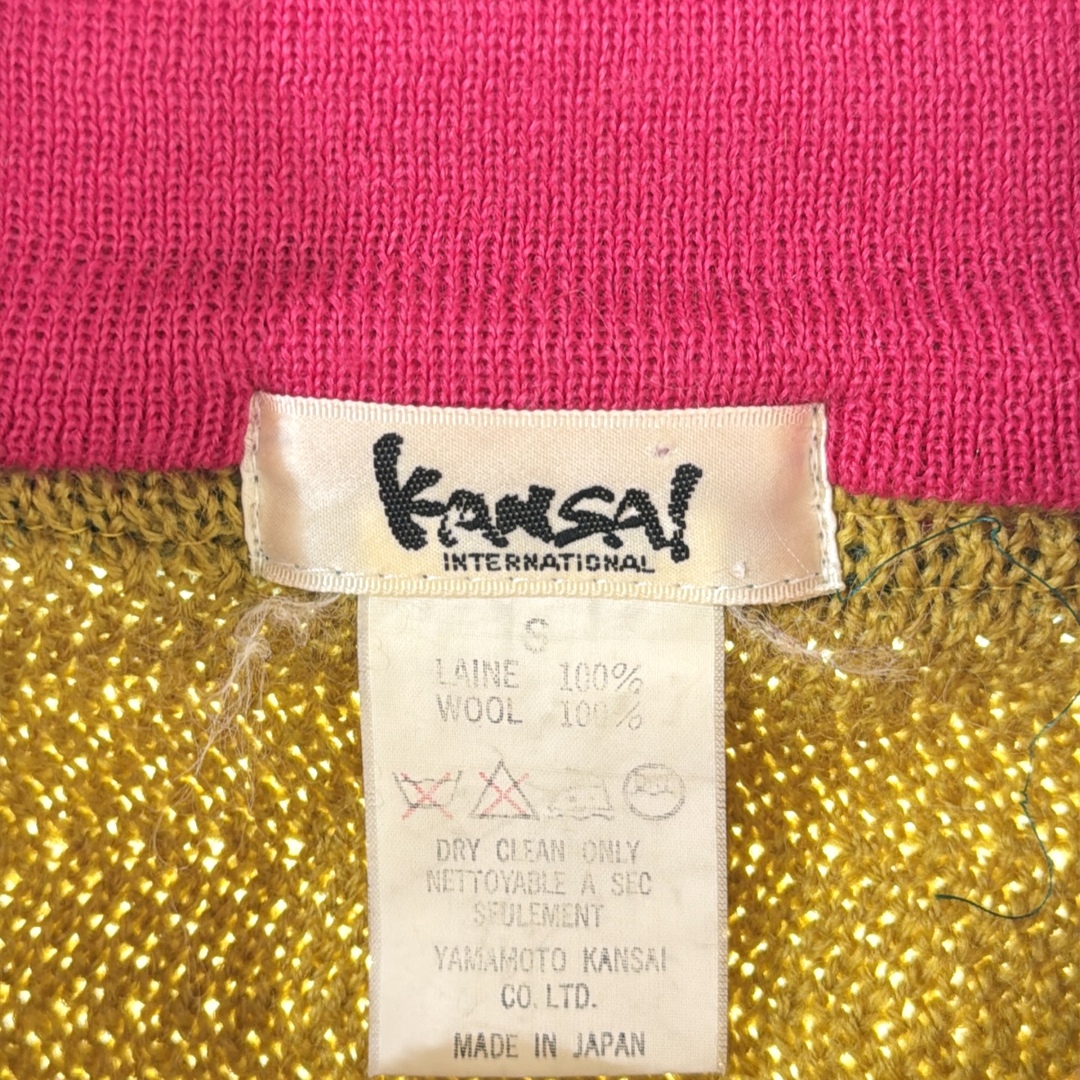 KANSAI
INTERNATIONAL
S
LAINE 100%
WOOL 100%
DRY CLEAN ONLY
NETTOYABLE A SEC
SEULEMENT
YAMAMOTO KANSAI
CO. LTD.
MADE IN JAPAN